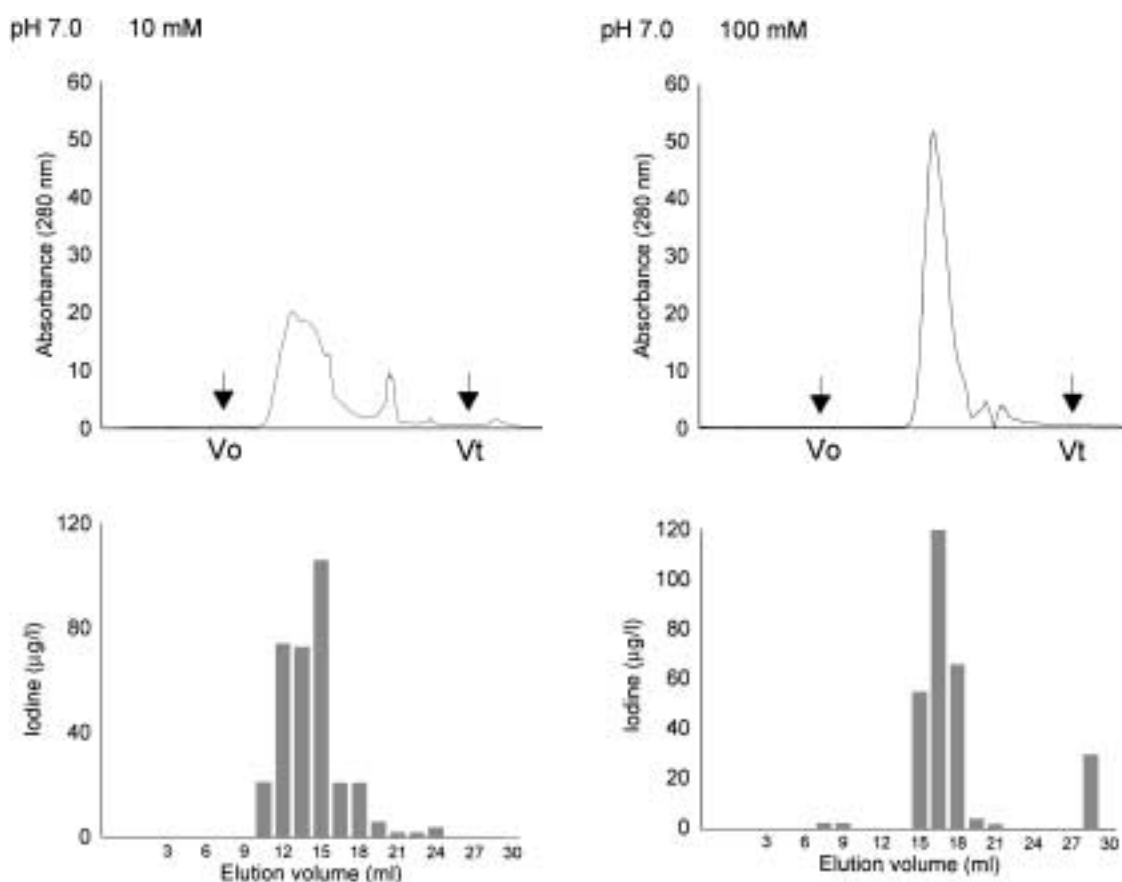 pH 7.0 10 mM
60
50
40
30
20
10
0
Absorbance (280 nm)
Vo
Vt
pH 7.0 100 mM
60
50
40
30
20
10
0
Absorbance (280 nm)
Vo
Vt
120
80
40
0
Iodine (µg/l)
3 6 9 12 15 18 21 24 30
Elution volume (ml)
120
100
80
60
40
20
0
Iodine (µg/l)
3 6 9 12 15 18 21 24 30
Elution volume (ml)